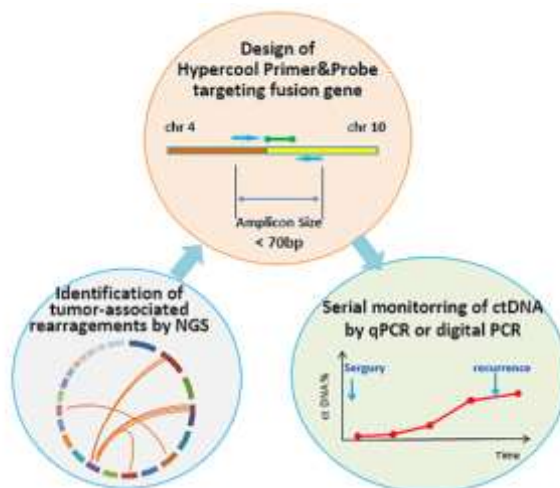 Design of
Hypercool Primer&Probe
targeting fusion gene
chr 4
chr 10
Amplicon Size
< 70bp
Identification of
tumor-associated
rearragements by NGS
Serial monitorring of ctDNA
by qPCR or digital PCR
Sergury
recurrence
ct DNA%
Time